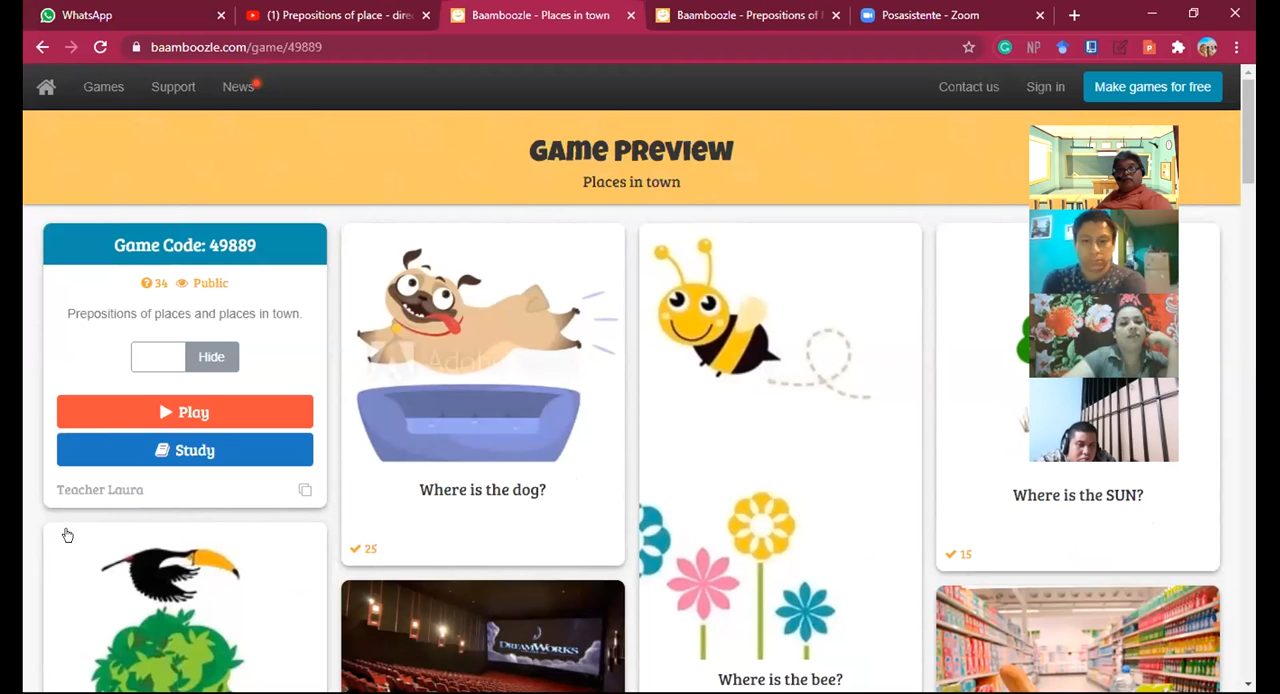 WhatsApp
(1) Prepositions of place - dire
Baamboozle - Places in town
Baamboozle - Prepositions of
Posasistente - Zoom
baamboozle.com/game/49889
NP
Games
Support
News
Contact us
Sign in
Make games for free
Game Preview
Places in town
Game Code: 49889
34 Public
Prepositions of places and places in town.
Hide
Play
Study
Teacher Laura
Where is the dog?
25
DREAMWORKS
Where is the bee?
Where is the SUN?
15